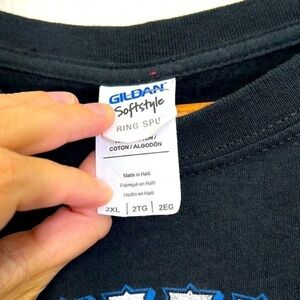 GILDAN
Softstyle
RING SPU
COTON / ALGODÓN
Made in Haiti
Fabriqué en Haïti
Hecho en Haití
2XL | 2TG | 2EG